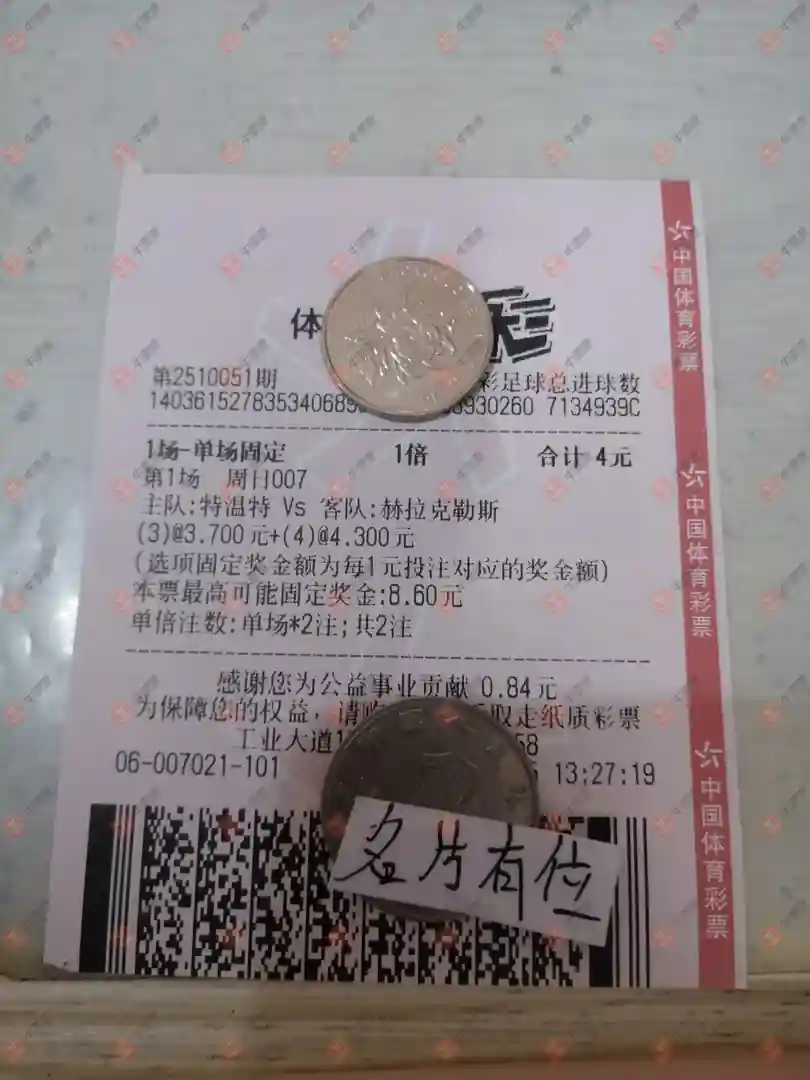 体
第2510051期 彩足球总进球数
140361527835340689 930260 7134939C
1场-单场固定 1倍 合计 4元
第1场 周日007
主队:特温特 Vs 客队:赫拉克勒斯
(3)@3.700元+(4)@4.300元
(选项固定奖金额为每1元投注对应的奖金额)
本票最高可能固定奖金:8.60元
单倍注数:单场*2注;共2注
感谢您为公益事业贡献 0.84元
为保障您的权益,请 取走纸质彩票
工业大道1 58
06-007021-101 13:27:19
名片有位
中国体育彩票
中国体育彩票
中国体育彩票